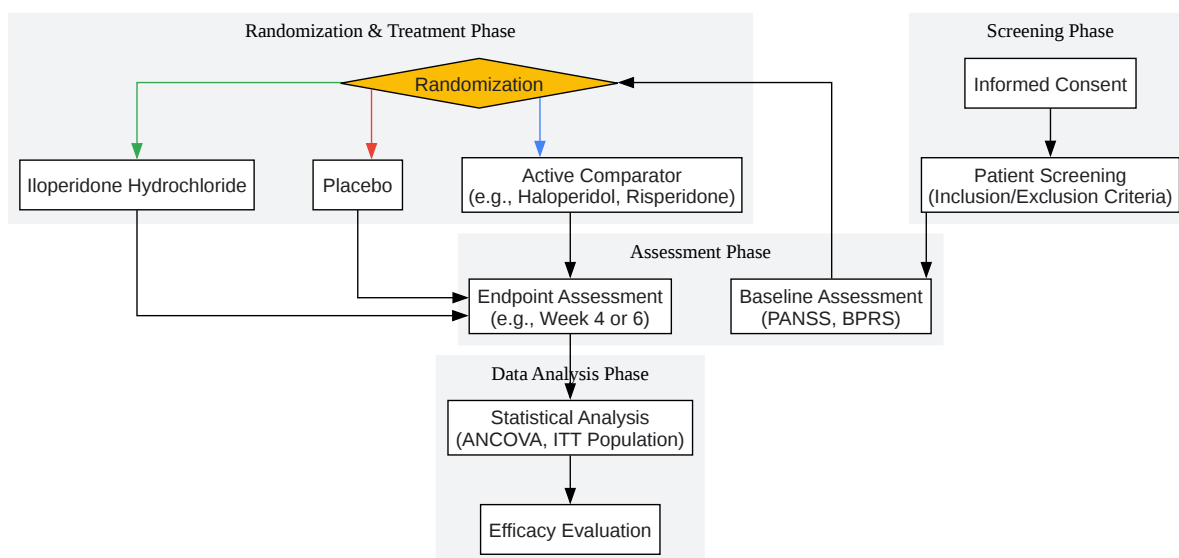 Randomization & Treatment Phase
Screening Phase
Randomization
Informed Consent
Iloperidone Hydrochloride
Placebo
Active Comparator
(e.g., Haloperidol, Risperidone)
Patient Screening
(Inclusion/Exclusion Criteria)
Assessment Phase
Endpoint Assessment
(e.g., Week 4 or 6)
Baseline Assessment
(PANSS, BPRS)
Data Analysis Phase
Statistical Analysis
(ANCOVA, ITT Population)
Efficacy Evaluation